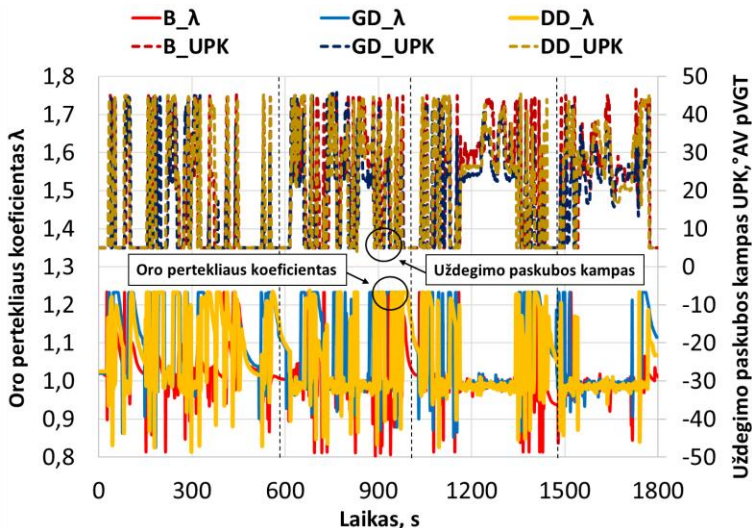 B_λ GD_λ DD_λ
B_UPK GD_UPK DD_UPK
Oro pertekliaus koeficientas λ
1,8
1,7
1,6
1,5
1,4
1,3
1,2
1,1
1,0
0,9
0,8
Oro pertekliaus koeficientas
Uždegimo paskubos kampas
50
40
30
20
10
0
-10
-20
-30
-40
-50
Uždegimo paskubos kampas UPK,°AV pVGT
0 300 600 900 1200 1500 1800
Laikas, s